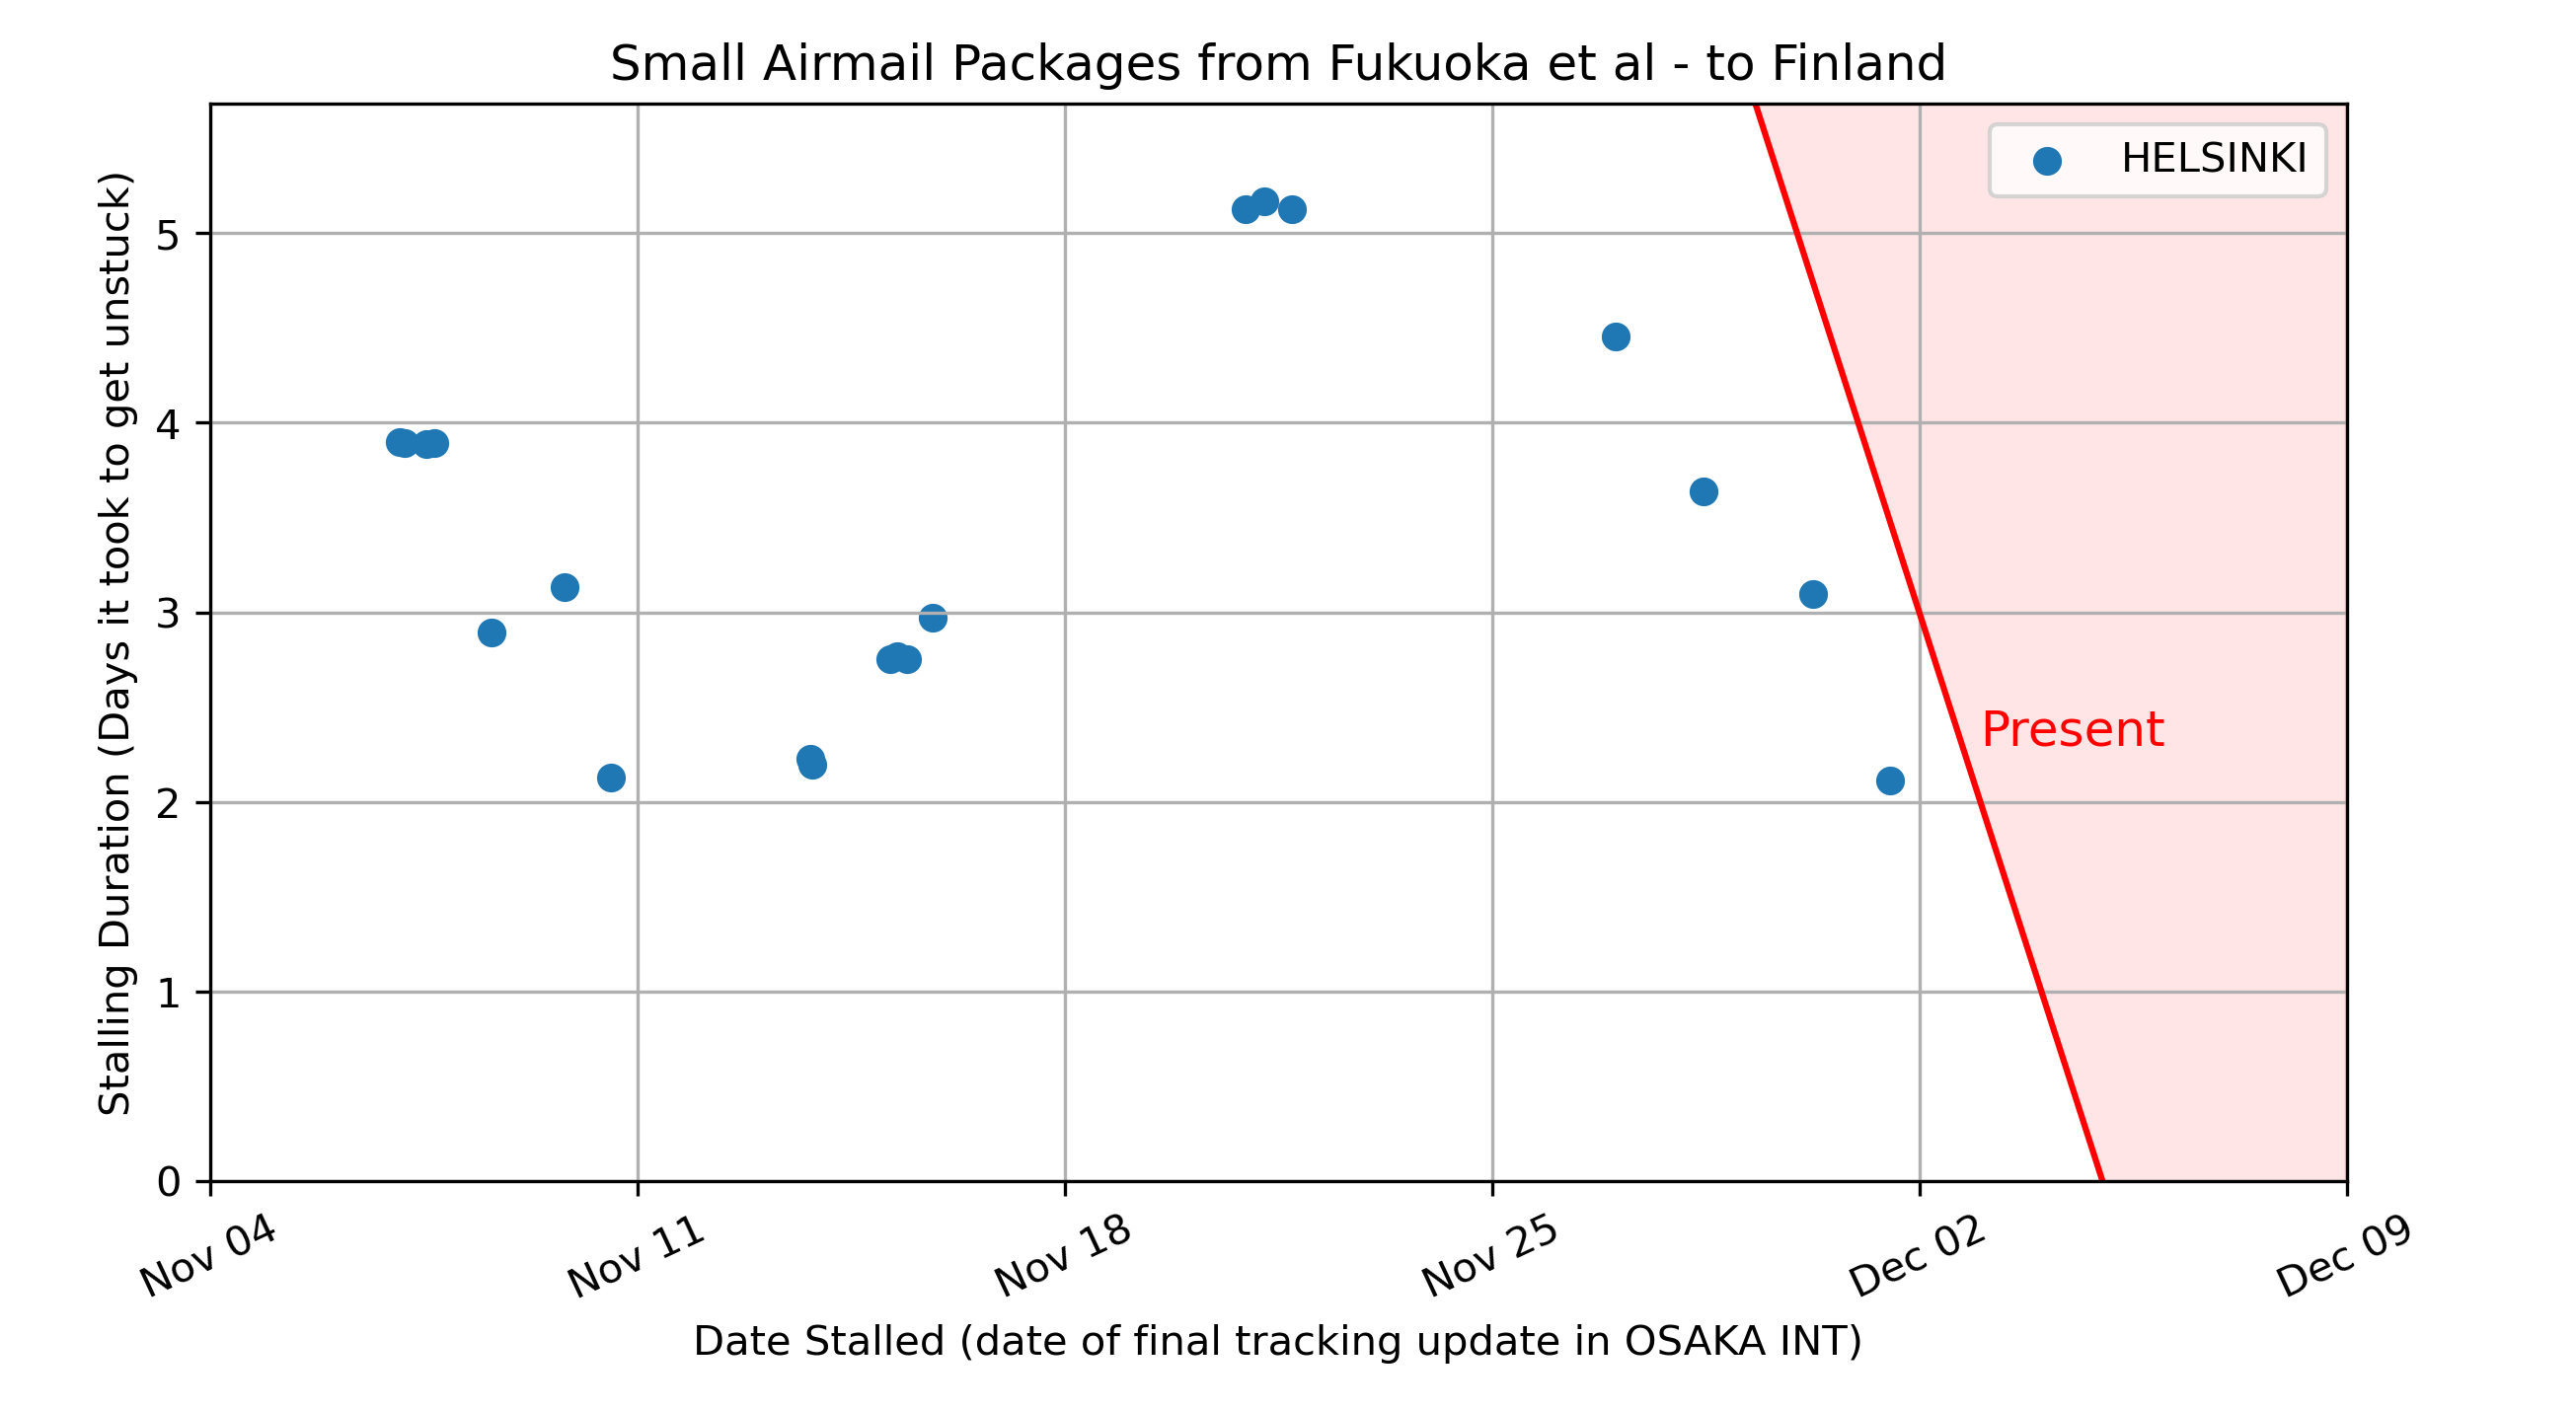 Small Airmail Packages from Fukuoka et al - to Finland
HELSINKI
Stalling Duration (Days it took to get unstuck)
5
4
3
2
1
0
Present
Nov 04
Nov 11
Nov 18
Nov 25
Dec 02
Dec 09
Date Stalled (date of final tracking update in OSAKA INT)